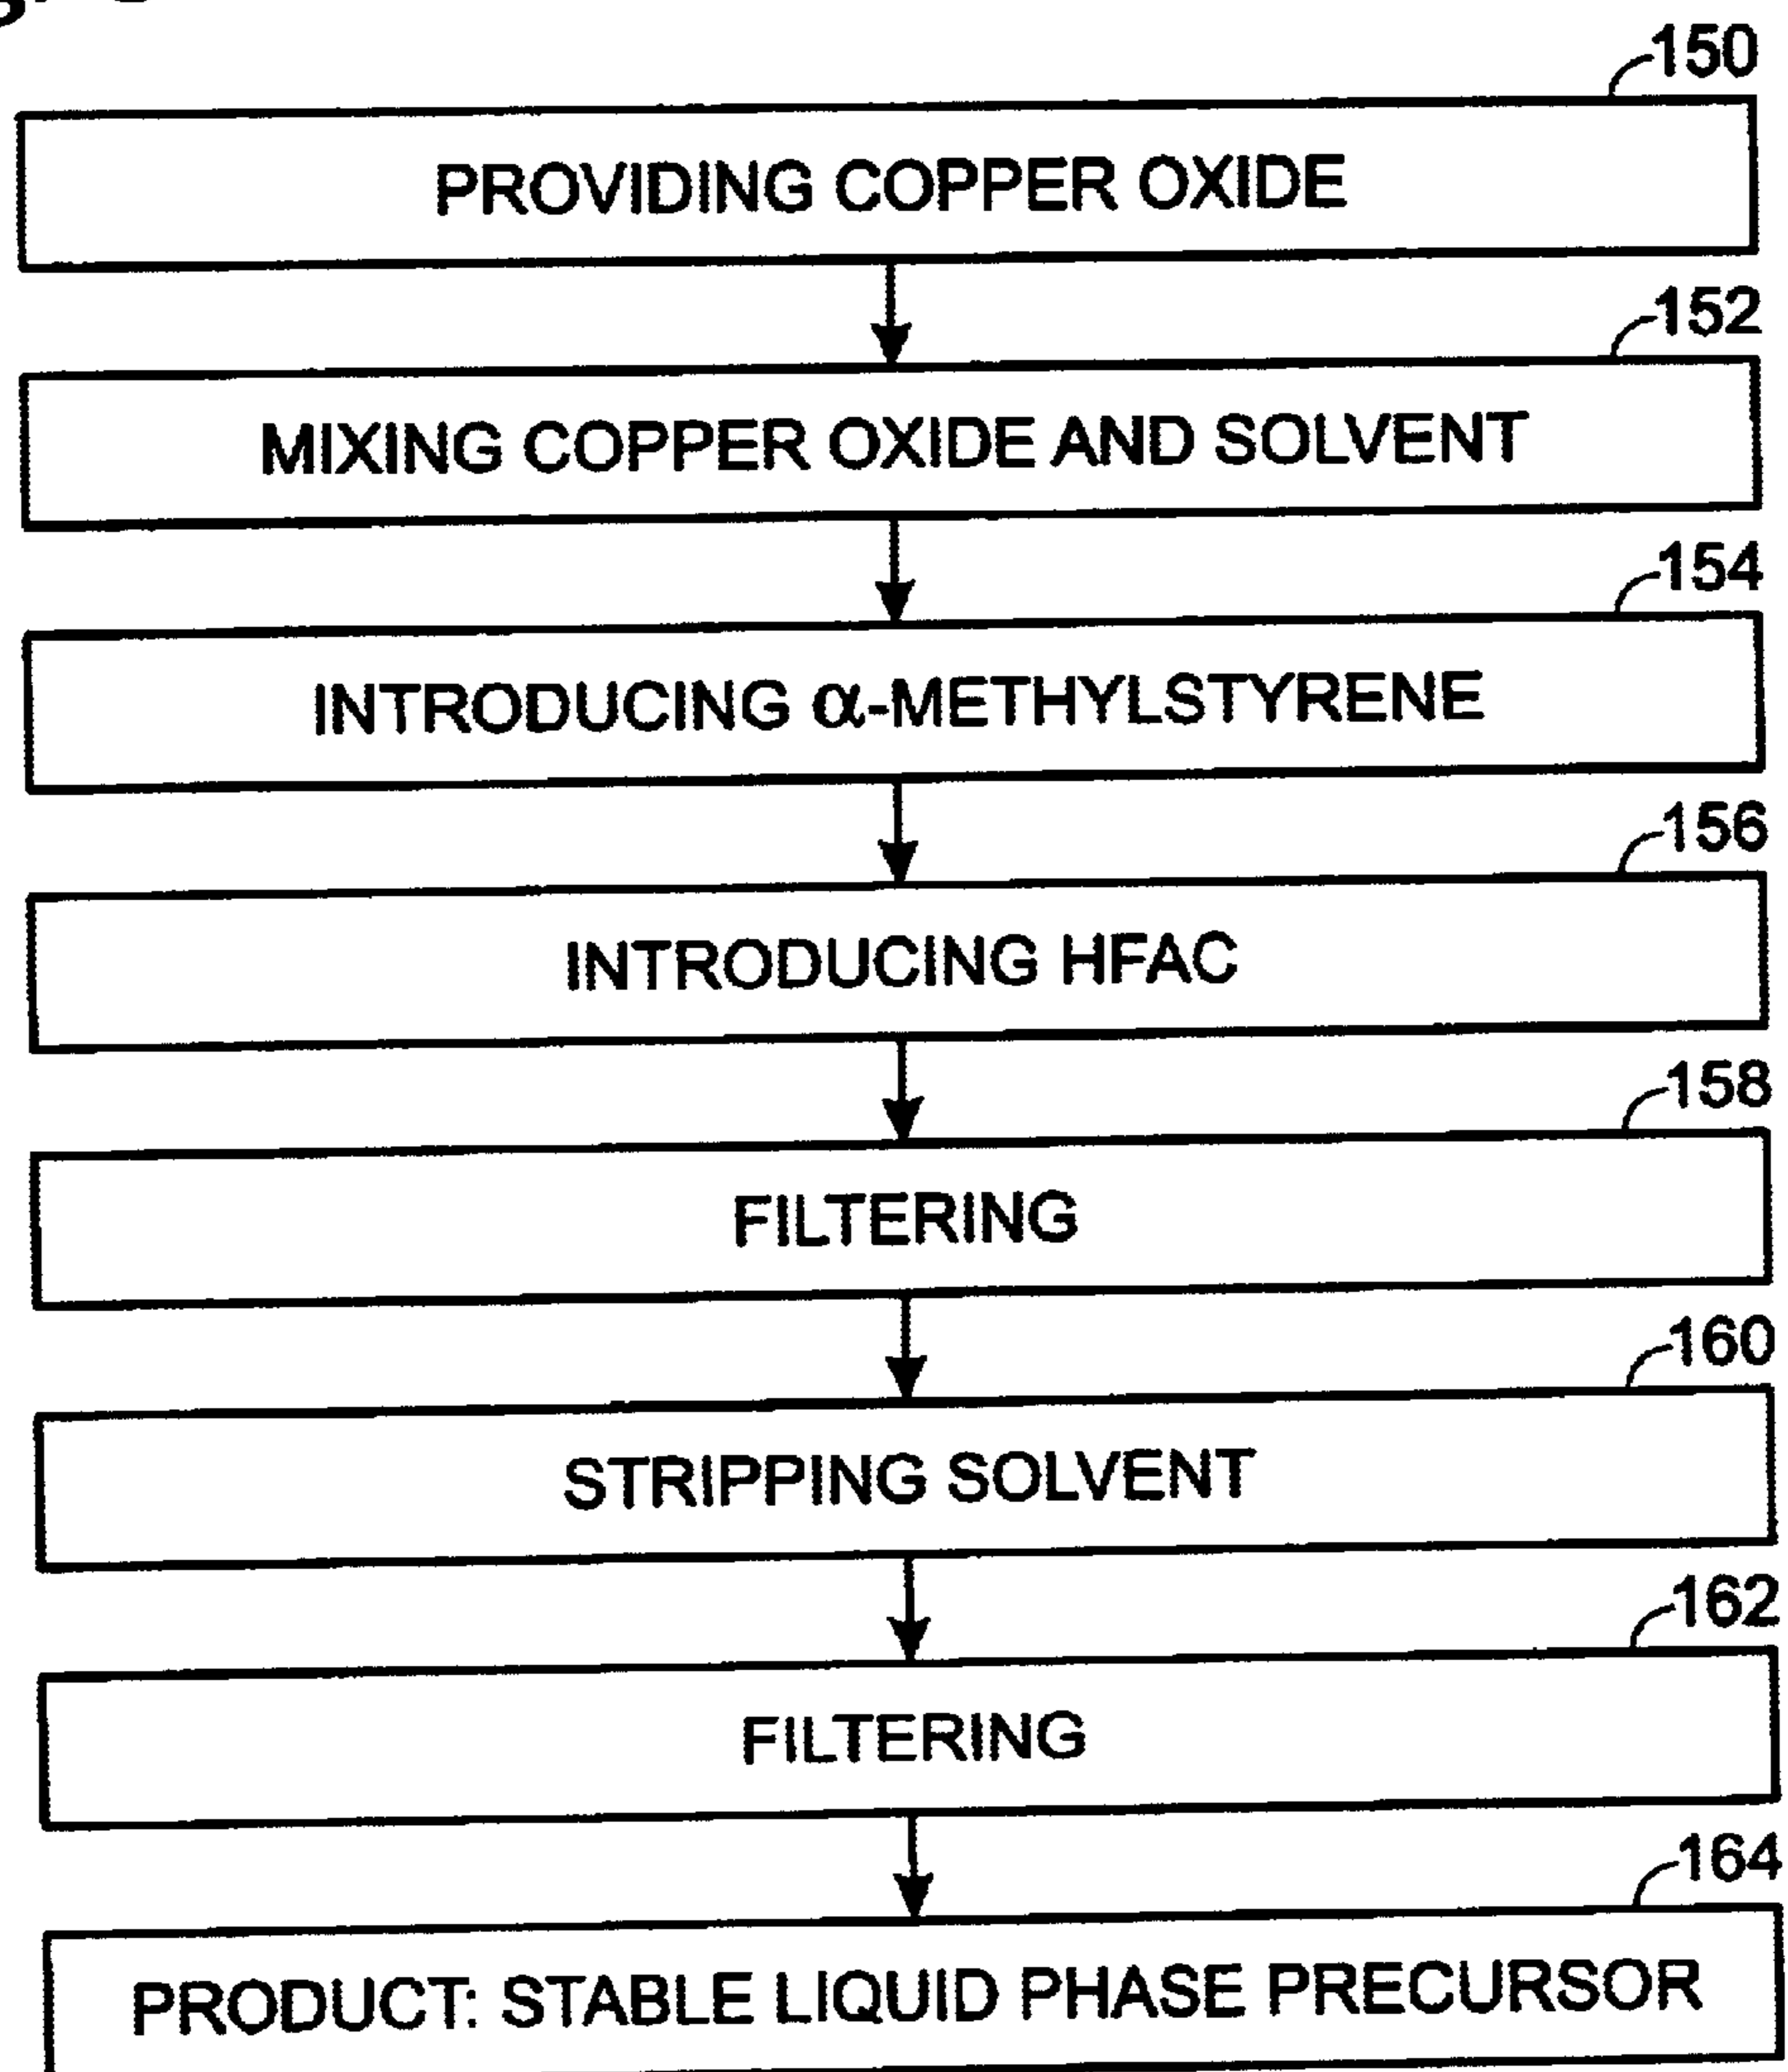 150
PROVIDING COPPER OXIDE
152
MIXING COPPER OXIDE AND SOLVENT
154
INTRODUCING α-METHYLSTYRENE
156
INTRODUCING HFAC
158
FILTERING
160
STRIPPING SOLVENT
162
FILTERING
164
PRODUCT: STABLE LIQUID PHASE PRECURSOR